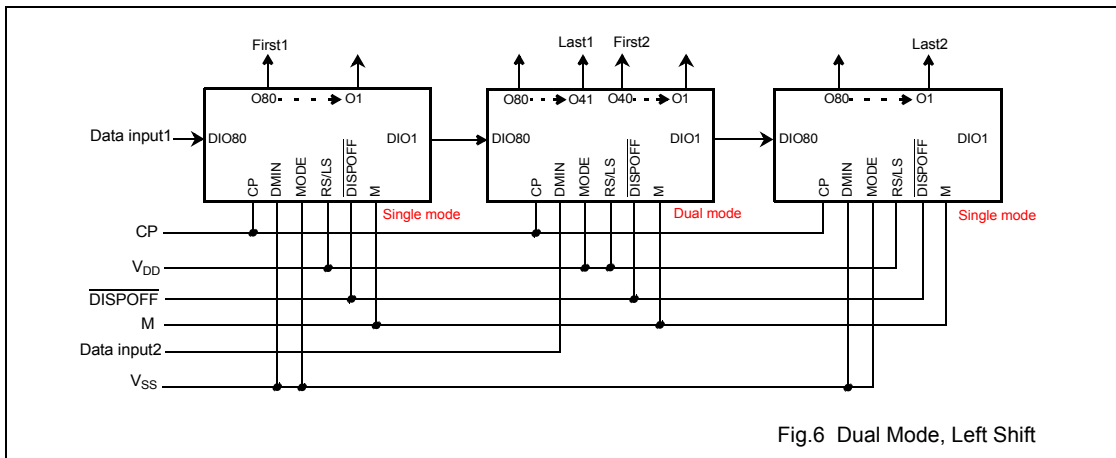 First1 Last1 First2 Last2
O80 O1 O80 O41 O40 O1 O80 O1
Data input1 DIO80 DIO1 DIO80 DIO1 DIO80 DIO1
CP DMIN MODE RS/LS DISPOFF M CP DMIN MODE RS/LS DISPOFF M CP DMIN MODE RS/LS DISPOFF M
Single mode Dual mode Single mode
CP
VDD
DISPOFF
M
Data input2
VSS
Fig.6 Dual Mode, Left Shift